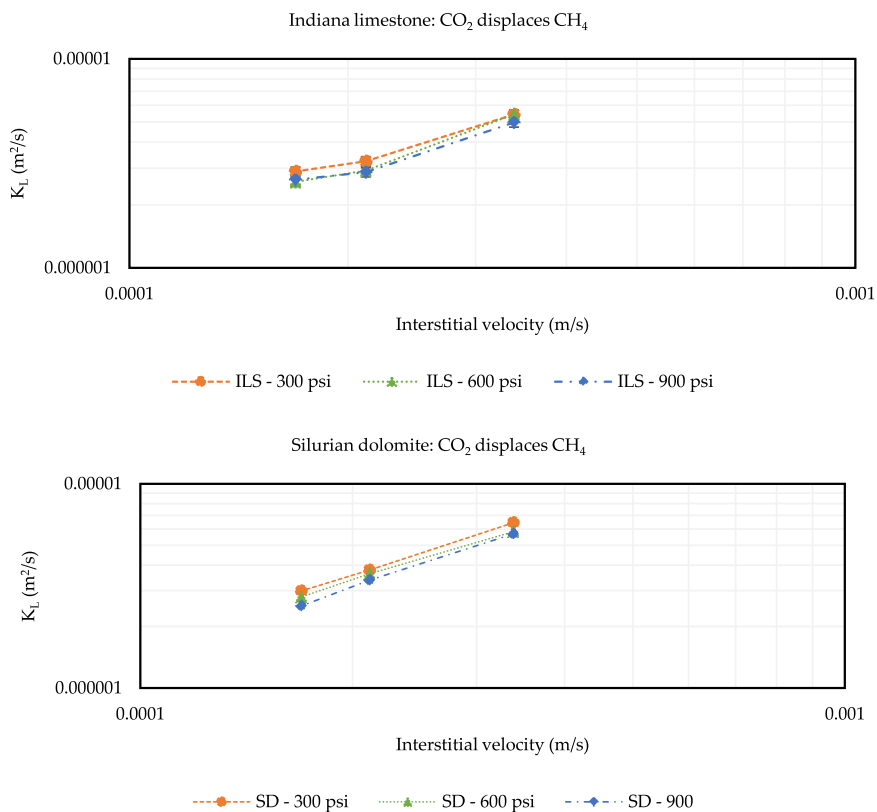 Indiana limestone: CO₂ displaces CH₄
0.00001
K_L (m²/s)
0.000001
0.0001 0.001
Interstitial velocity (m/s)
ILS - 300 psi ILS - 600 psi ILS - 900 psi
Silurian dolomite: CO₂ displaces CH₄
0.00001
K_L (m²/s)
0.000001
0.0001 0.001
Interstitial velocity (m/s)
SD - 300 psi SD - 600 psi SD - 900